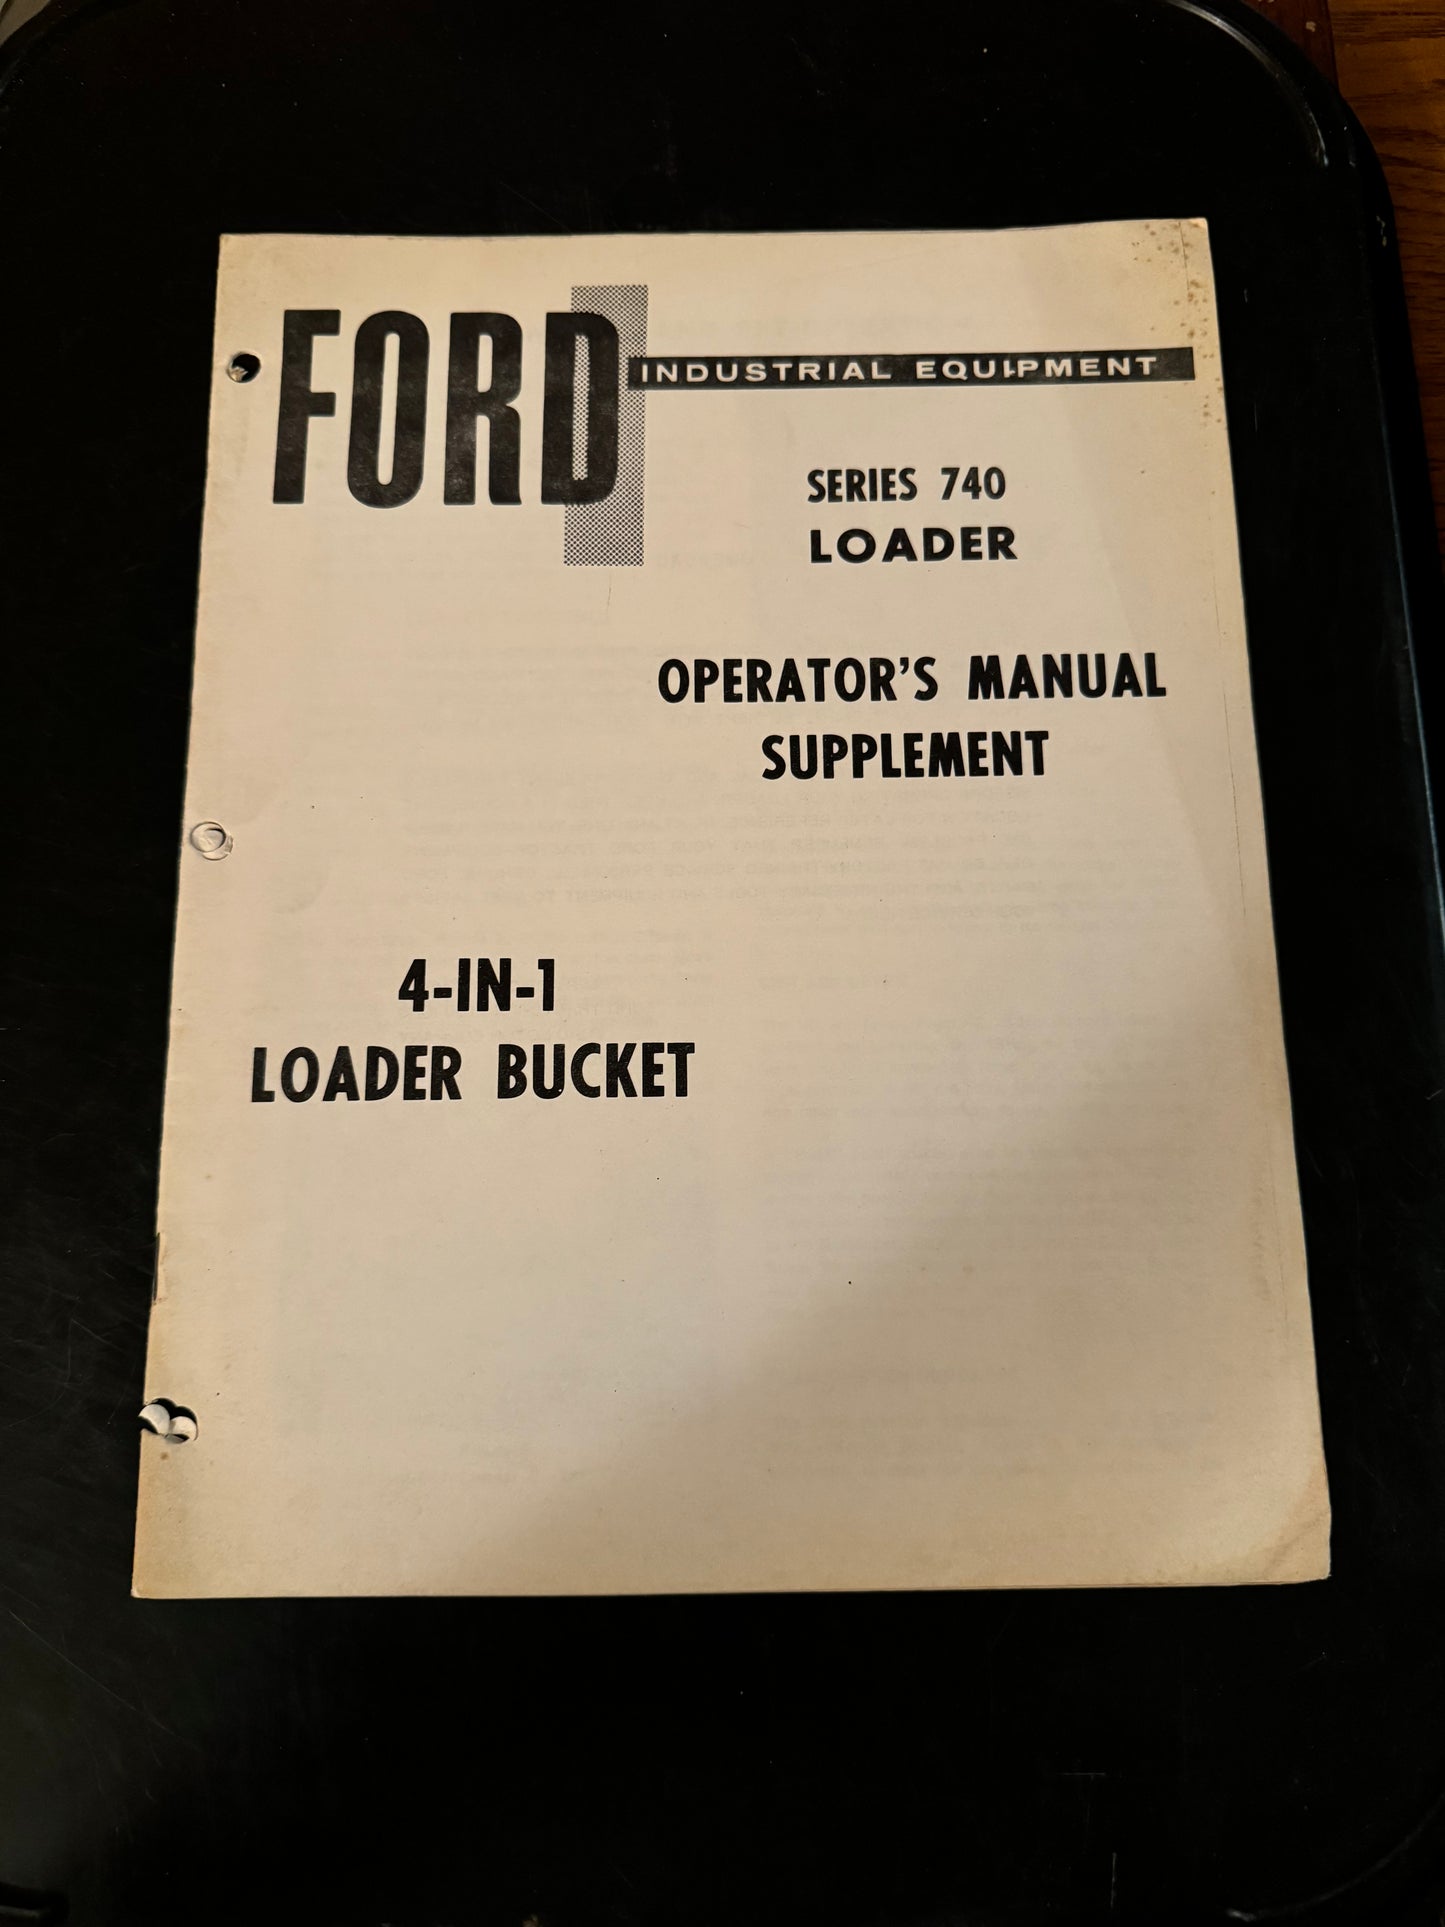 FORD
INDUSTRIAL EQUIPMENT
SERIES 740
LOADER
OPERATOR'S MANUAL
SUPPLEMENT
4-IN-1
LOADER BUCKET